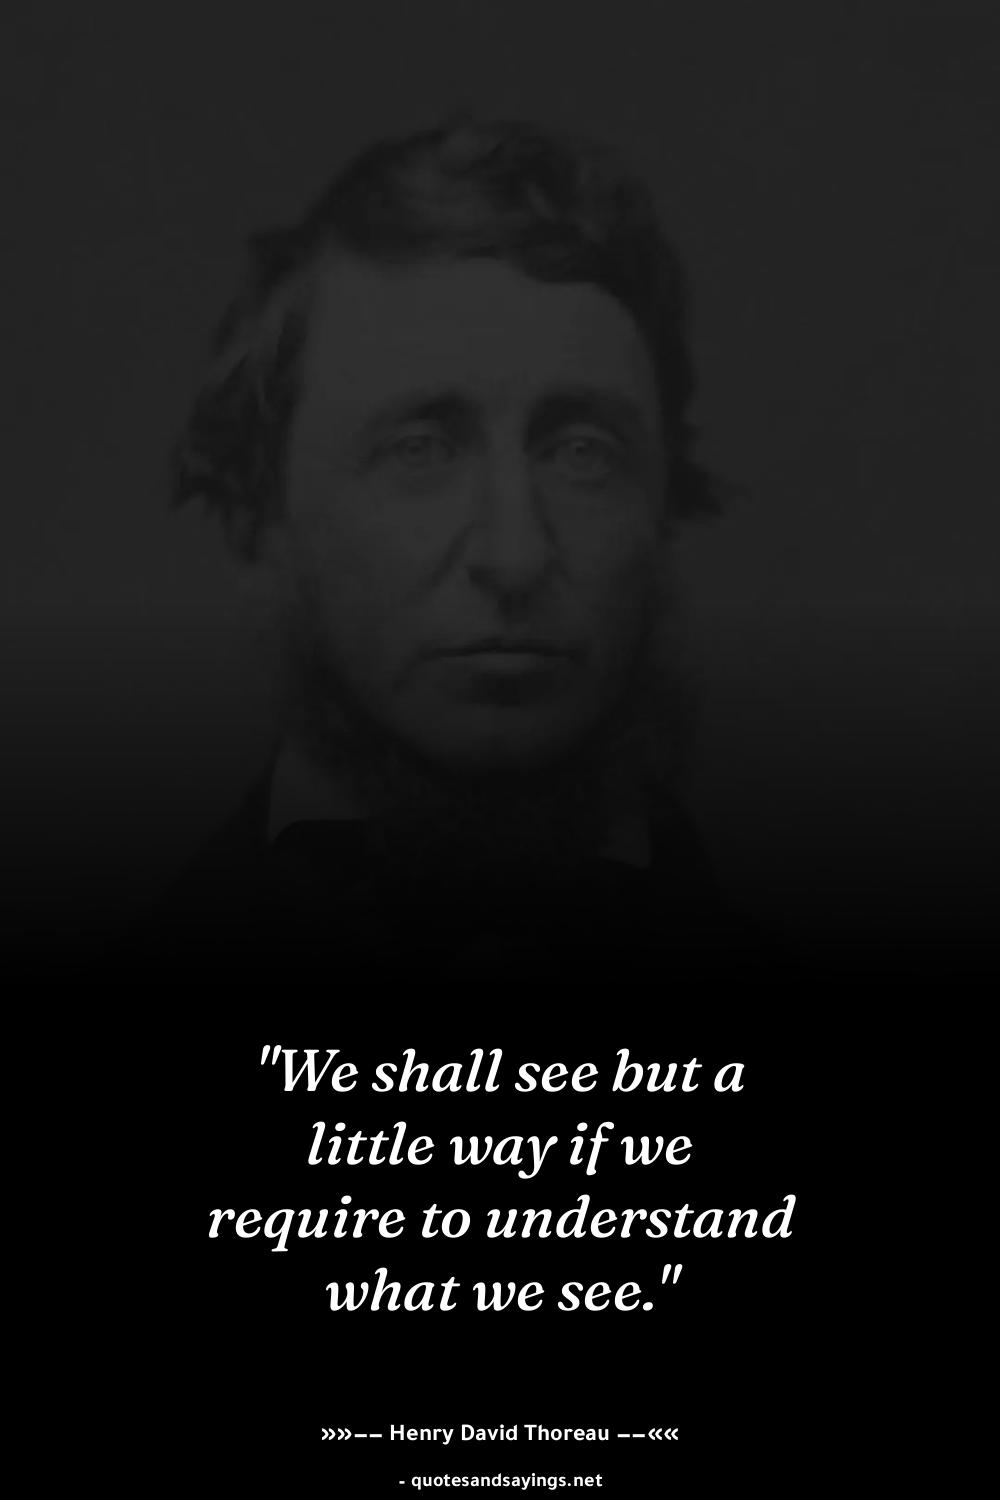 "We shall see but a
little way if we
require to understand
what we see."
»»−− Henry David Thoreau −−««
- quotesandsayings.net